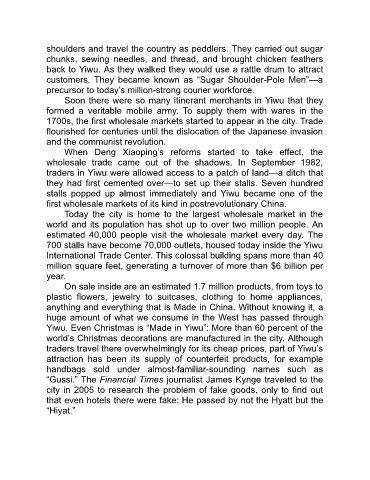 shoulders and travel the country as peddlers. They carried out sugar
chunks, sewing needles, and thread, and brought chicken feathers
back to Yiwu. As they walked they would use a rattle drum to attract
customers. They became known as “Sugar Shoulder-Pole Men”—a
precursor to today’s million-strong courier workforce.
Soon there were so many itinerant merchants in Yiwu that they
formed a veritable mobile army. To supply them with wares in the
1700s, the first wholesale markets started to appear in the city. Trade
flourished for centuries until the dislocation of the Japanese invasion
and the communist revolution.
When Deng Xiaoping’s reforms started to take effect, the
wholesale trade came out of the shadows. In September 1982,
traders in Yiwu were allowed access to a patch of land—a ditch that
they had first cemented over—to set up their stalls. Seven hundred
stalls popped up almost immediately and Yiwu became one of the
first wholesale markets of its kind in postrevolutionary China.
Today the city is home to the largest wholesale market in the
world and its population has shot up to over two million people. An
estimated 40,000 people visit the wholesale market every day. The
700 stalls have become 70,000 outlets, housed today inside the Yiwu
International Trade Center. This colossal building spans more than 40
million square feet, generating a turnover of more than $6 billion per
year.
On sale inside are an estimated 1.7 million products, from toys to
plastic flowers, jewelry to suitcases, clothing to home appliances,
anything and everything that is Made in China. Without knowing it, a
huge amount of what we consume in the West has passed through
Yiwu. Even Christmas is “Made in Yiwu”: More than 60 percent of the
world’s Christmas decorations are manufactured in the city. Although
traders travel there overwhelmingly for its cheap prices, part of Yiwu’s
attraction has been its supply of counterfeit products, for example
handbags sold under almost-familiar-sounding names such as
“Gussi.” The Financial Times journalist James Kynge traveled to the
city in 2005 to research the problem of fake goods, only to find out
that even hotels there were fake: He passed by not the Hyatt but the
“Hiyat.”